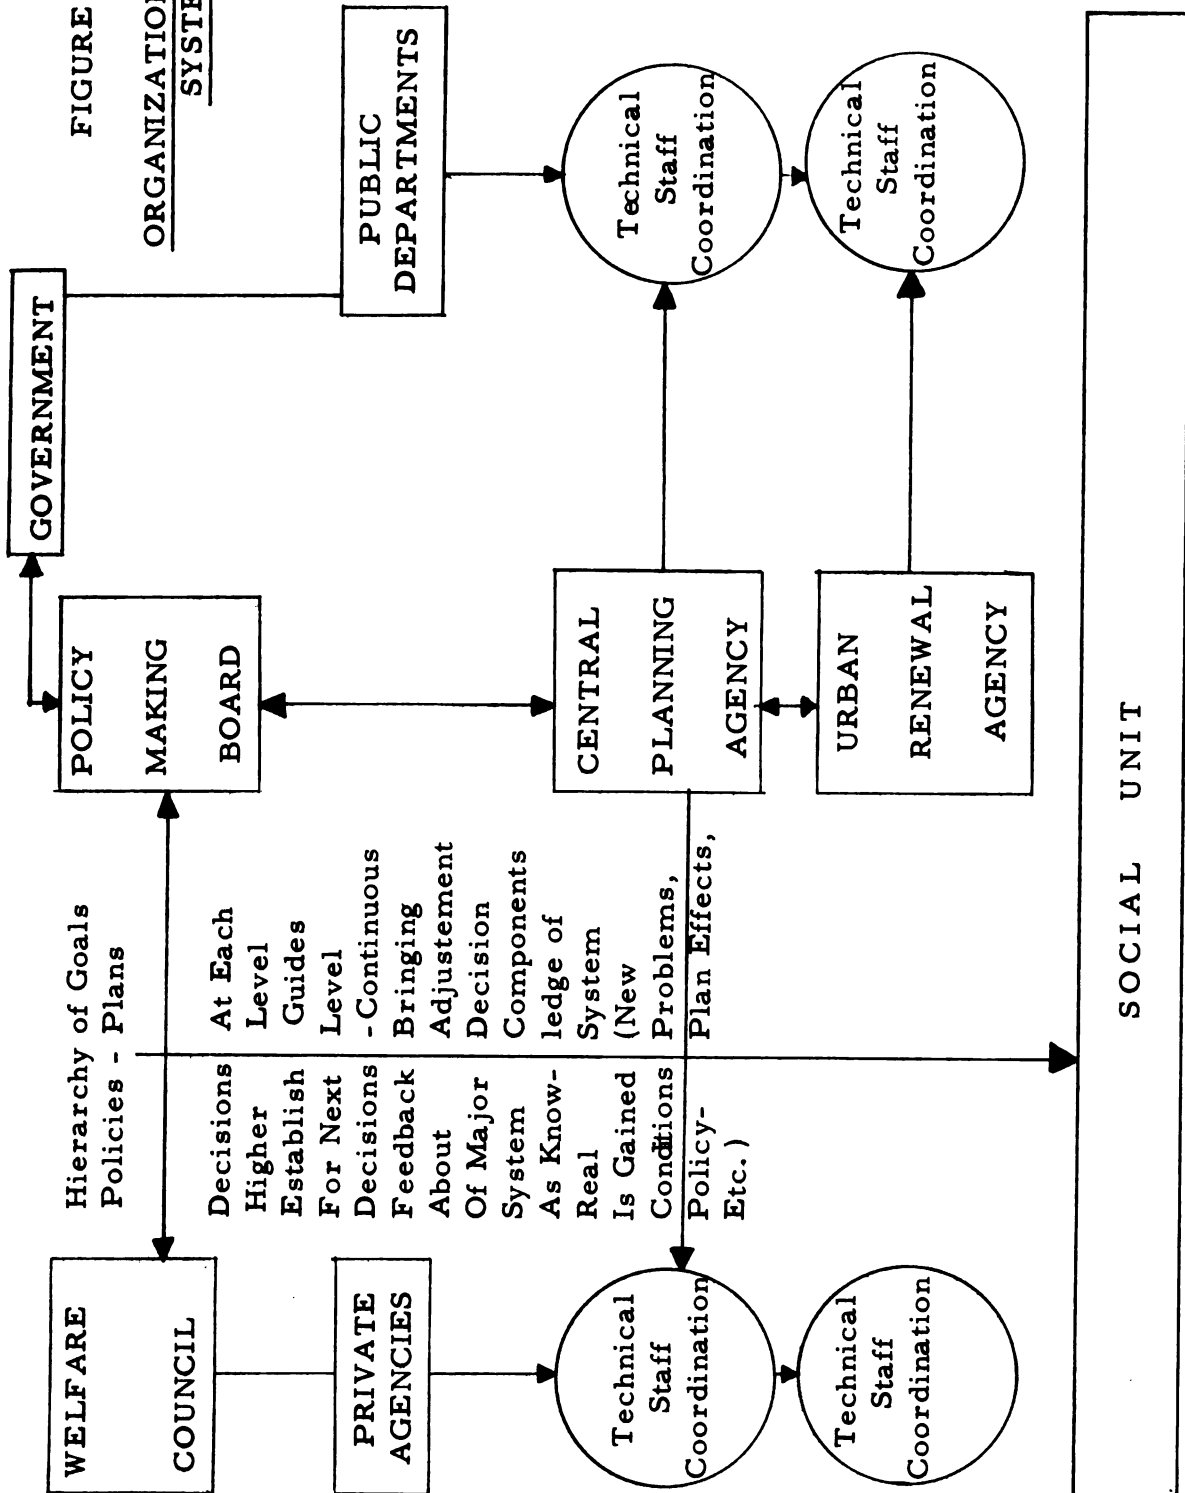 FIGURE
ORGANIZATION
SYSTE
GOVERNMENT
WELFARE
COUNCIL
Hierarchy of Goals
Policies - Plans
POLICY
MAKING
BOARD
Decisions At Each
Higher Level
Establish Guides
For Next Level
Decisions -Continuous
Feedback Bringing
About Adjustement
Of Major Decision
System Components
As Know- ledge of
Real System
Is Gained (New
Conditions Problems,
Policy- Plan Effects,
Etc.)
PRIVATE
AGENCIES
PUBLIC
DEPARTMENTS
Technical
Staff
Coordination
CENTRAL
PLANNING
AGENCY
Technical
Staff
Coordination
Technical
Staff
Coordination
URBAN
RENEWAL
AGENCY
Technical
Staff
Coordination
SOCIAL UNIT